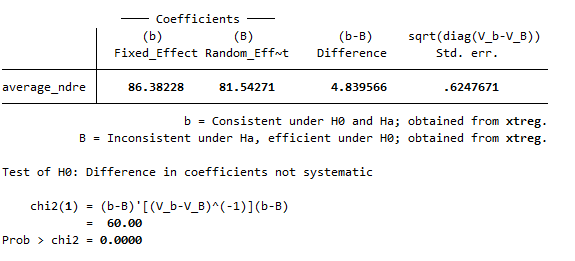 —— Coefficients ——
(b) (B) (b-B) sqrt(diag(V_b-V_B))
Fixed_Effect Random_Eff~t Difference Std. err.
average_ndre 86.38228 81.54271 4.839566 .6247671
b = Consistent under H0 and Ha; obtained from xtreg.
B = Inconsistent under Ha, efficient under H0; obtained from xtreg.
Test of H0: Difference in coefficients not systematic
chi2(1) = (b-B)'[(V_b-V_B)^(-1)](b-B)
= 60.00
Prob > chi2 = 0.0000